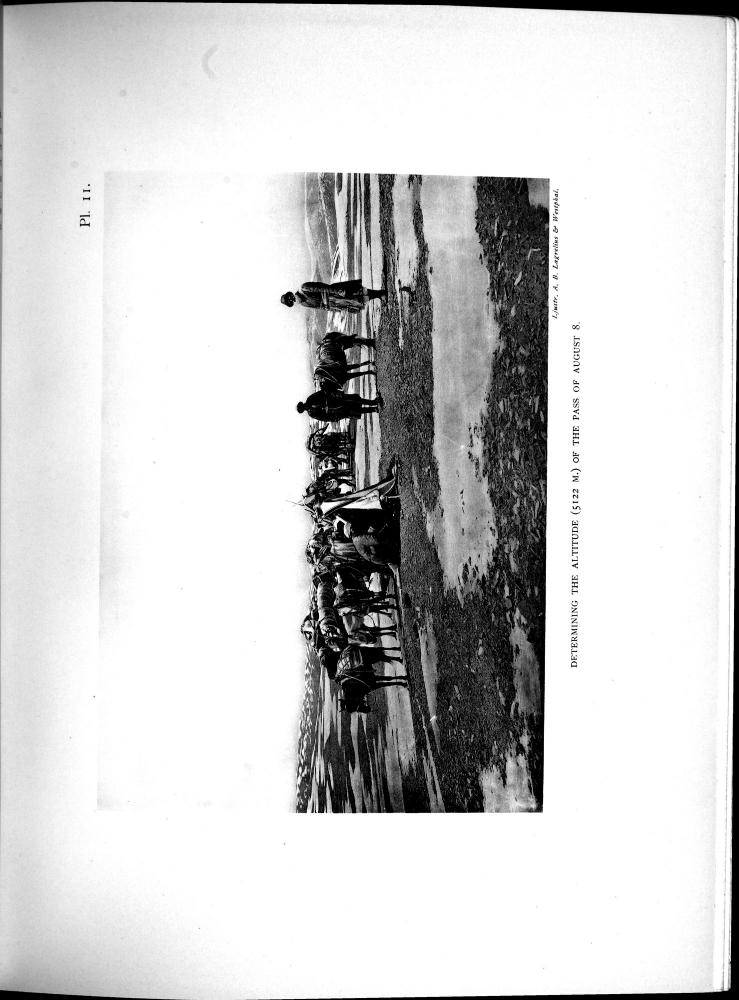 Pl. 11.
Ljustr. A. B. Lagrelius & Westphal.
DETERMINING THE ALTITUDE (5122 M.) OF THE PASS OF AUGUST 8.